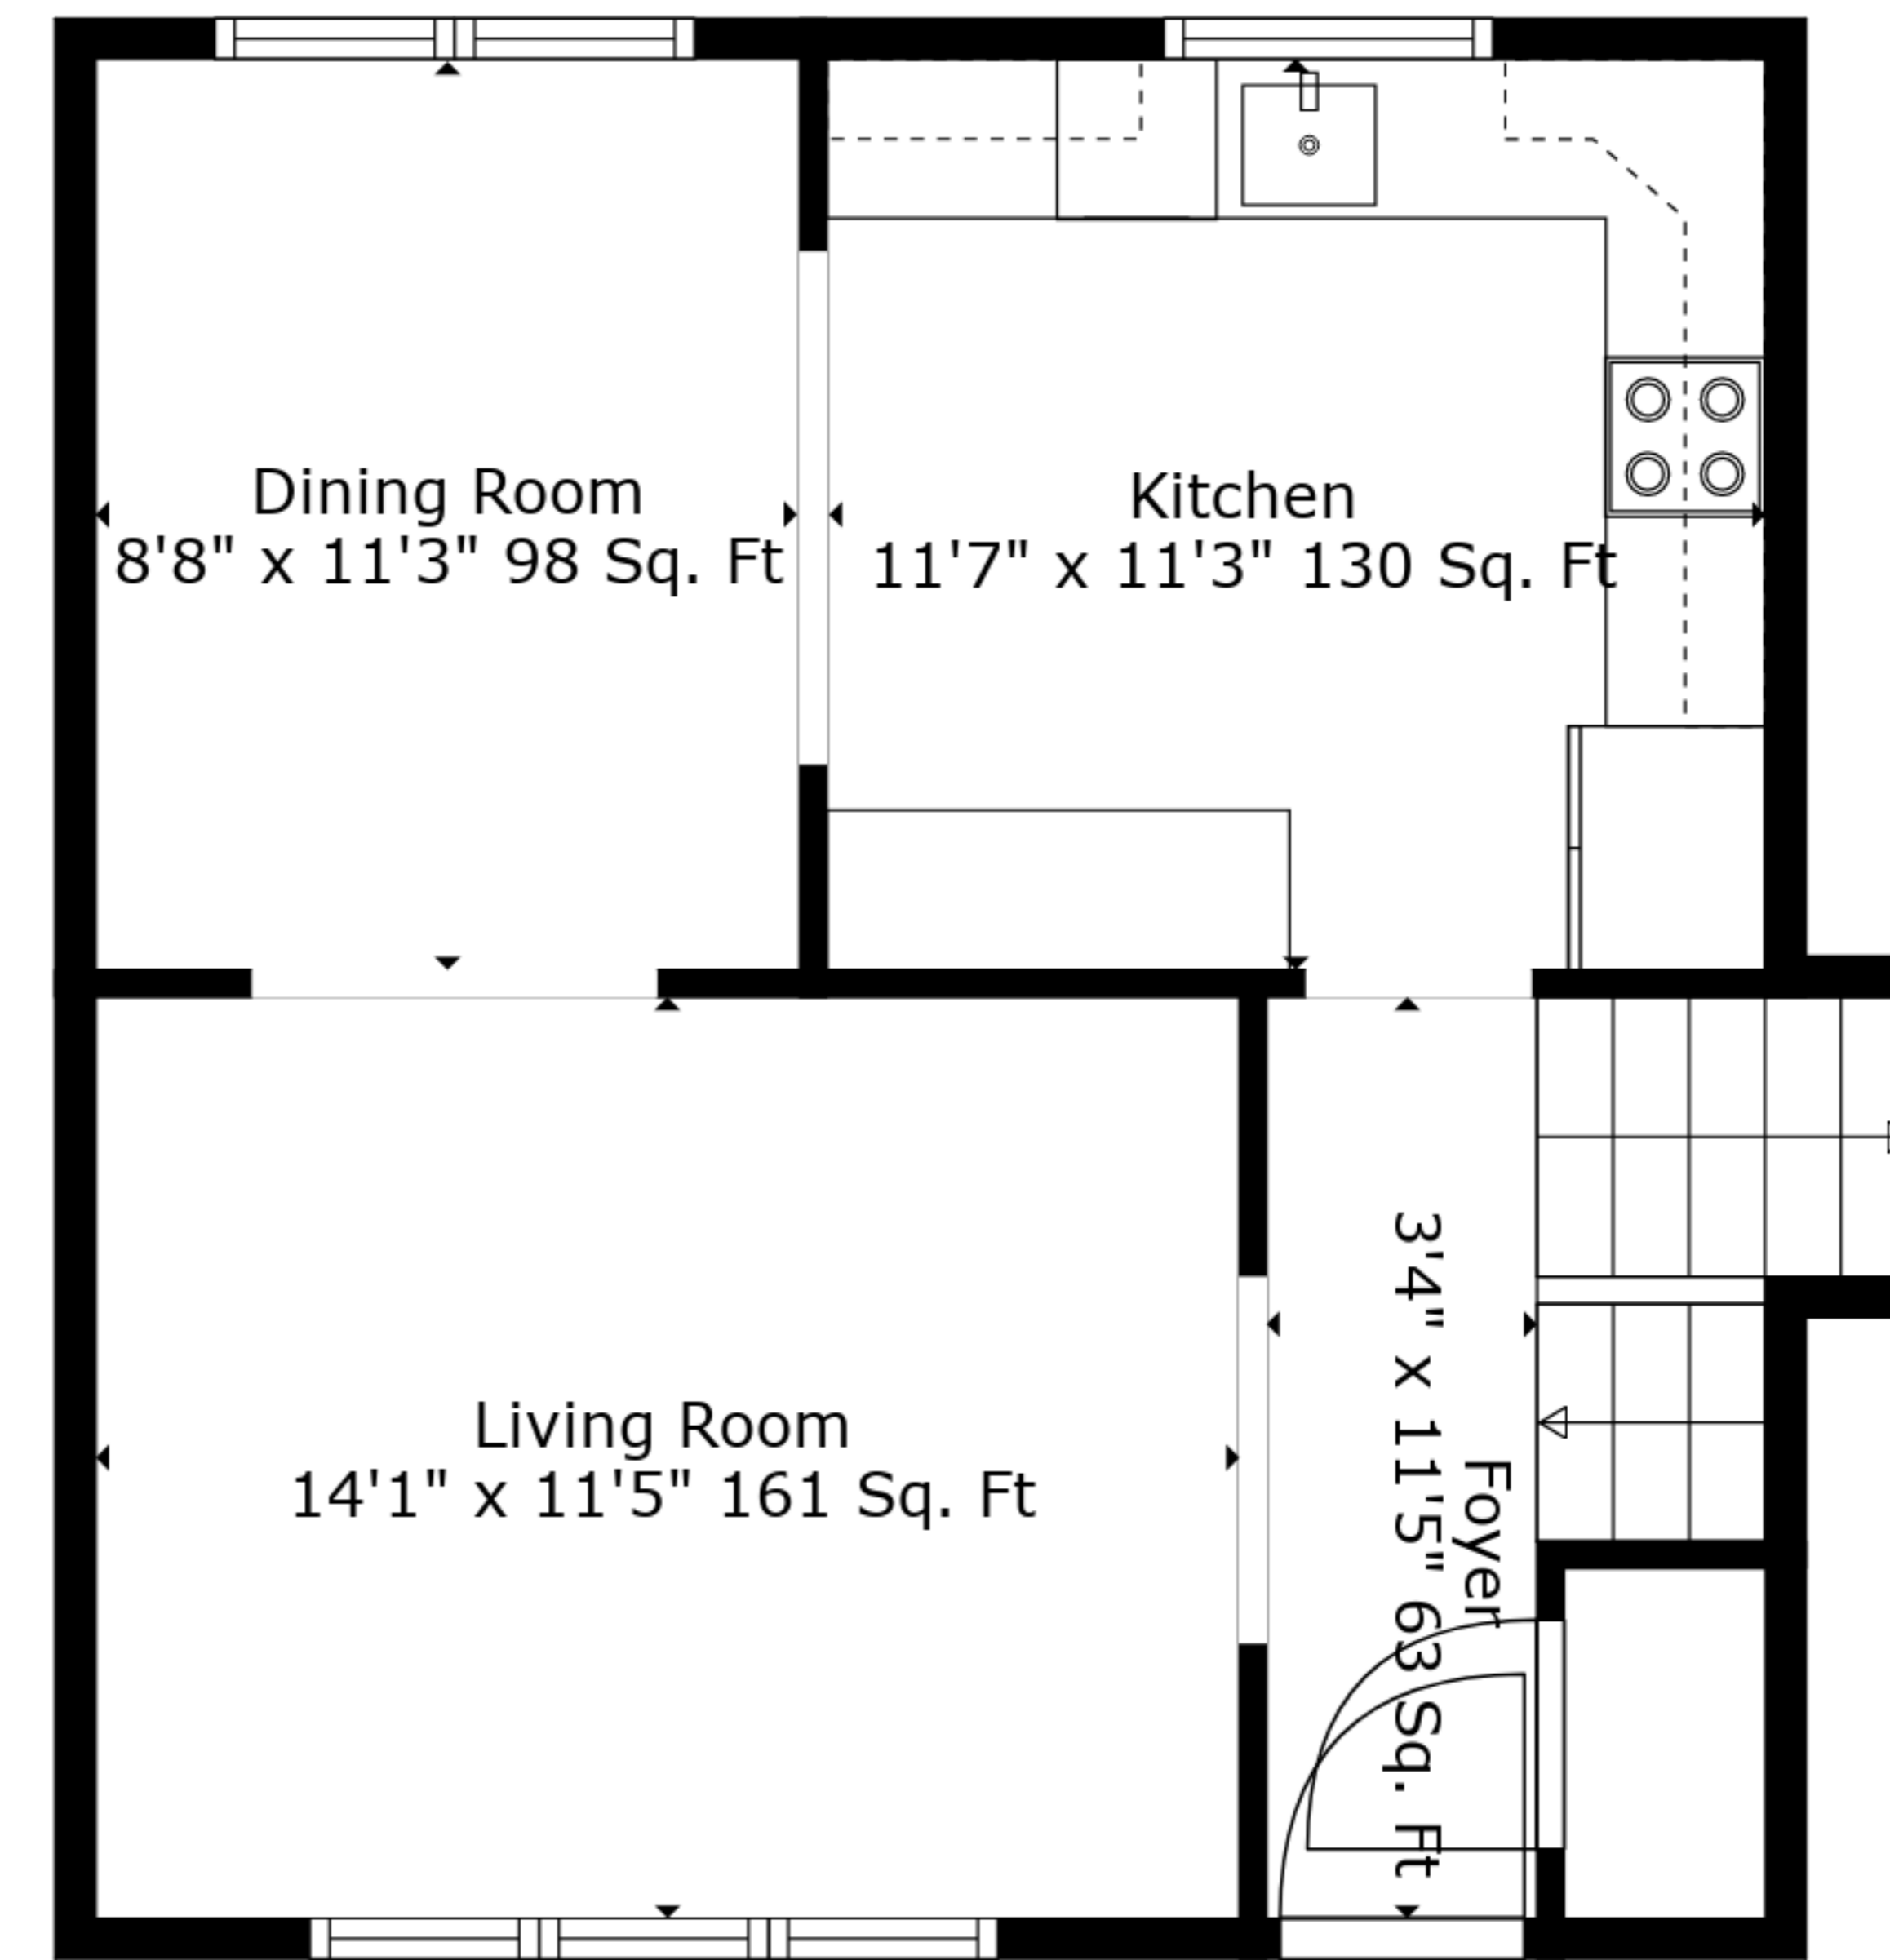 Dining Room
8'8" x 11'3" 98 Sq. Ft
Kitchen
11'7" x 11'3" 130 Sq. Ft
Living Room
14'1" x 11'5" 161 Sq. Ft
Foyer
3'4" x 11'5" 63 Sq. Ft